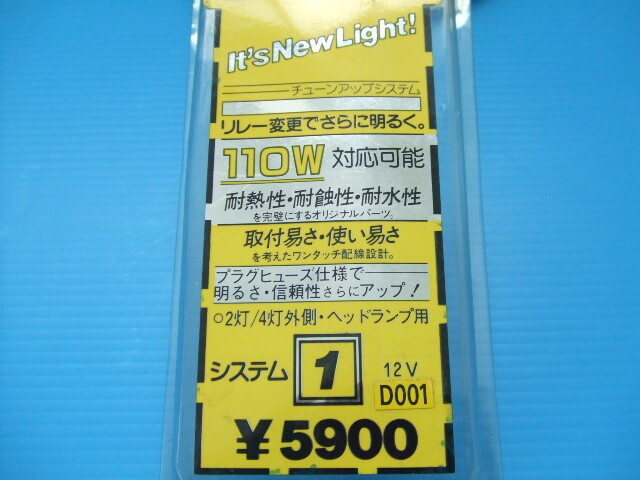 It's New Light!
チューンアップシステム
リレー変更でさらに明るく。
110W 対応可能
耐熱性・耐蝕性・耐水性
を完璧にするオリジナルパーツ。
取付易さ・使い易さ
を考えたワンタッチ配線設計。
プラグヒューズ仕様で
明るさ・信頼性さらにアップ!
○2灯/4灯外側・ヘッドランプ用
システム 1 12V
D001
¥5900